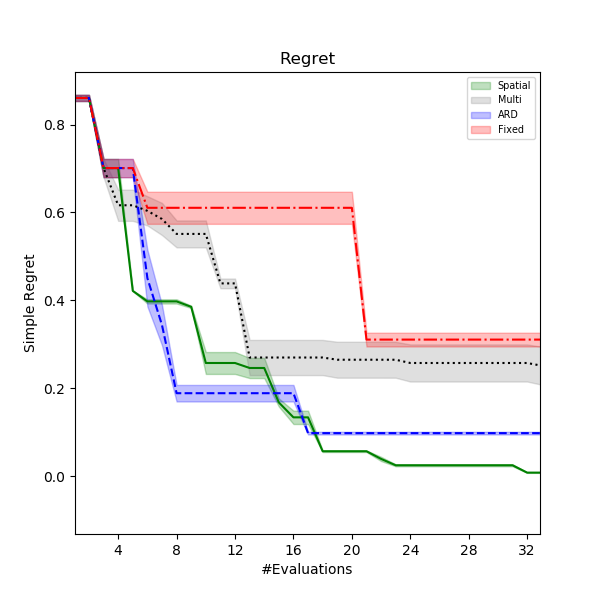 Regret
Spatial
Multi
ARD
Fixed
Simple Regret
0.8
0.6
0.4
0.2
0.0
4 8 12 16 20 24 28 32
#Evaluations